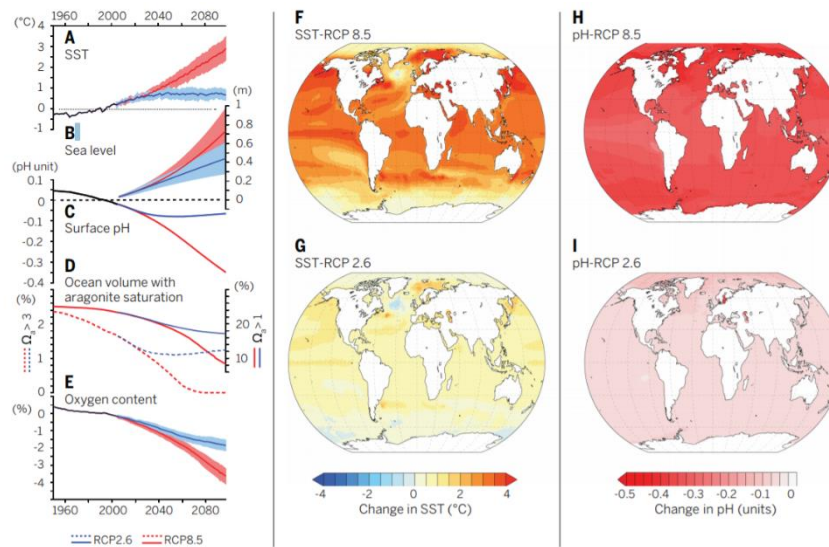 (°C) 1960 2000 2040 2080
4
3
2
1
0
-1
A
SST
(m)
1
0.8
0.6
0.4
0.2
0
B
Sea level
(pH unit)
0.1
0
-0.1
-0.2
-0.3
-0.4
C
Surface pH
D
Ocean volume with
aragonite saturation
(%)
(%)
2
1
0
Ωa > 3
20
10
Ωa > 1
E
Oxygen content
(%)
0
-1
-2
-3
-4
1960 2000 2040 2080
RCP2.6 RCP8.5
F
SST-RCP 8.5
G
SST-RCP 2.6
-4 -2 0 2 4
Change in SST (°C)
H
pH-RCP 8.5
I
pH-RCP 2.6
-0.5 -0.4 -0.3 -0.2 -0.1 0
Change in pH (units)